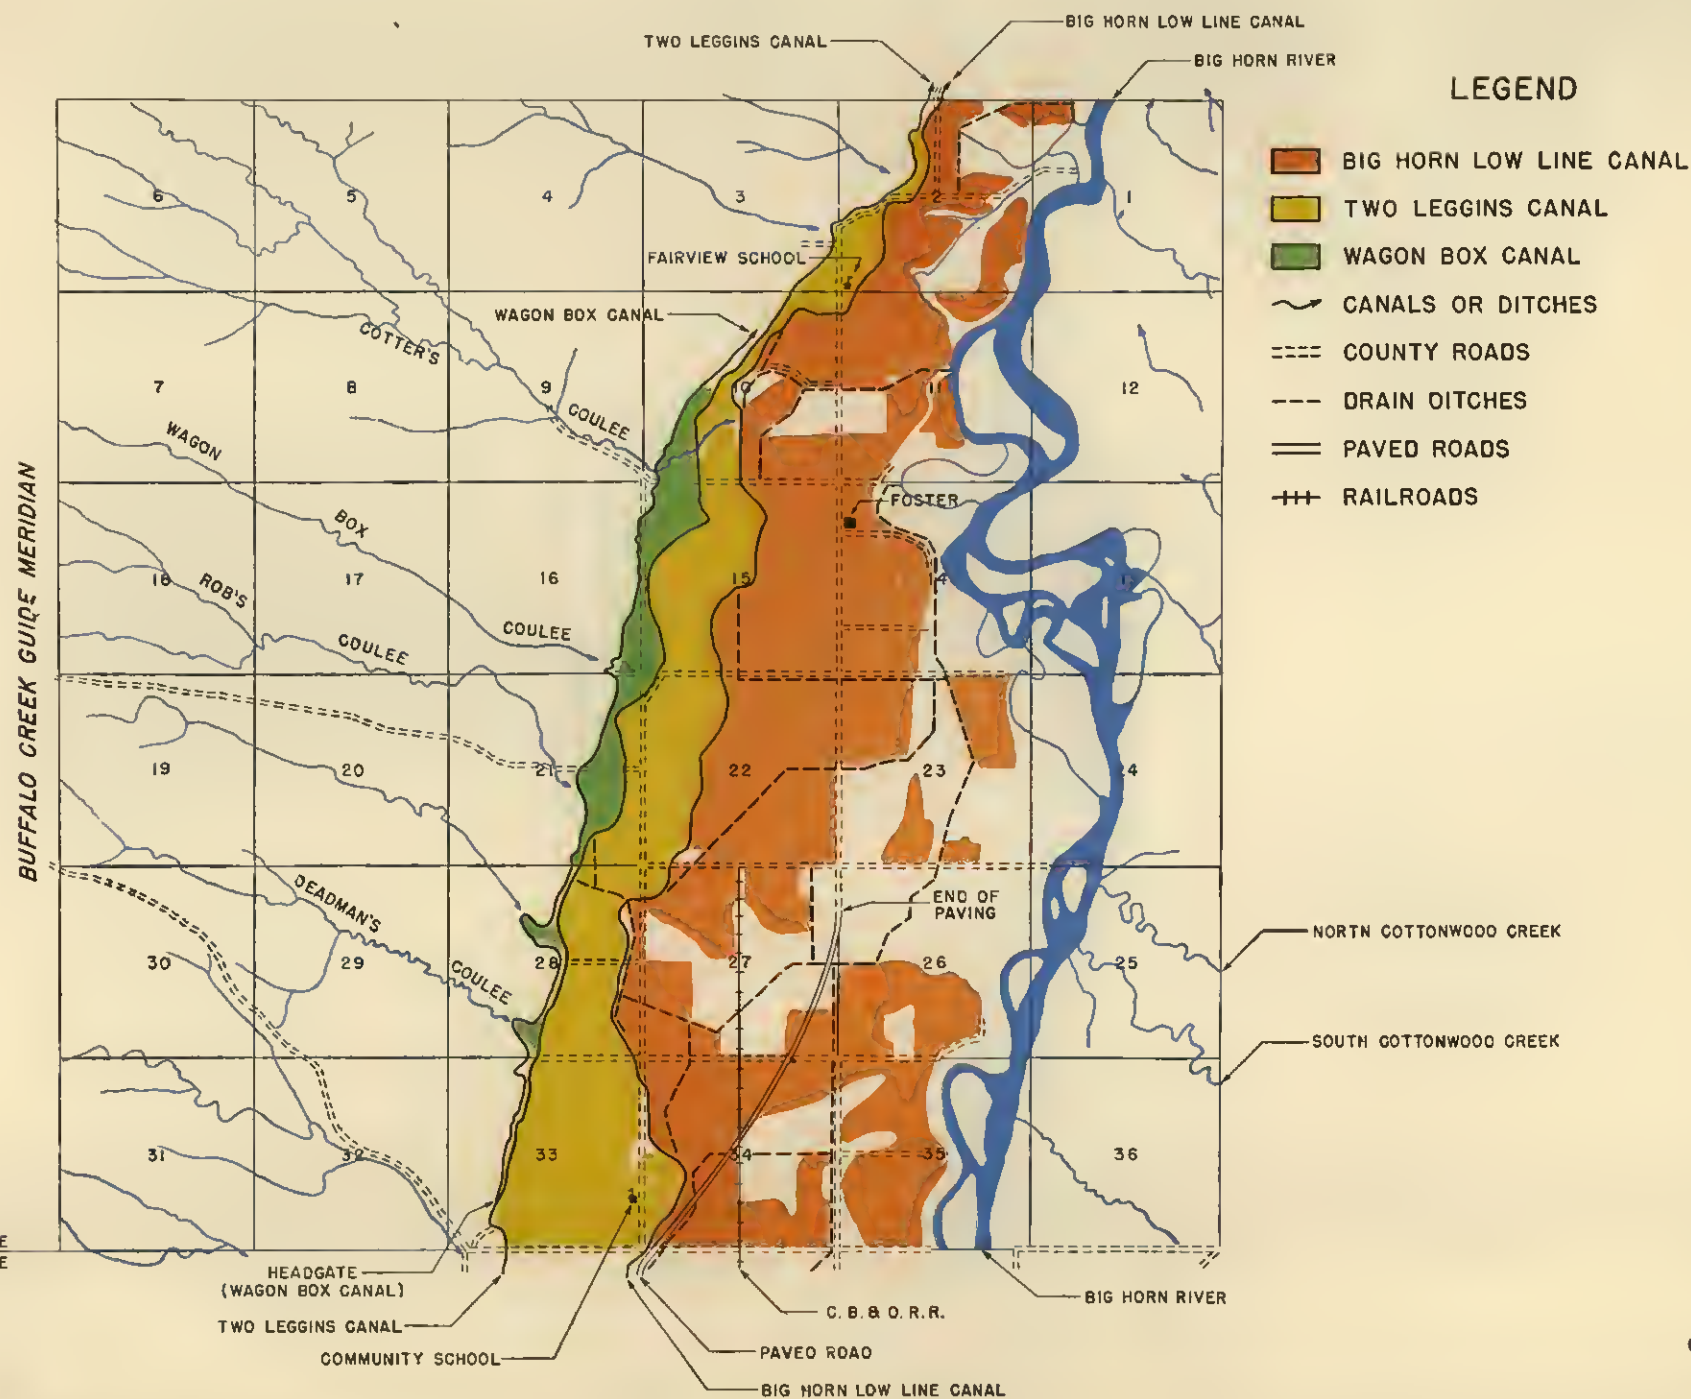 BIG HORN LOW LINE CANAL
TWO LEGGINS CANAL
BIG HORN RIVER
LEGEND
BIG HORN LOW LINE CANAL
TWO LEGGINS CANAL
WAGON BOX CANAL
CANALS OR DITCHES
COUNTY ROADS
DRAIN DITCHES
PAVED ROADS
RAILROADS
6
5
4
3
2
1
FAIRVIEW SCHOOL
WAGON BOX CANAL
COTTER'S
COULEE
7
8
9
10
11
12
WAGON
BOX
COULEE
FOSTER
BUFFALO CREEK GUIDE MERIDIAN
18
17
16
15
14
13
ROB'S
COULEE
19
20
21
22
23
24
DEADMAN'S
COULEE
END OF
PAVING
30
29
28
27
26
25
NORTH COTTONWOOD CREEK
SOUTH COTTONWOOD CREEK
31
32
33
34
35
36
E
E
HEADGATE
(WAGON BOX CANAL)
TWO LEGGINS CANAL
COMMUNITY SCHOOL
C. B. & Q. R. R.
PAVED ROAD
BIG HORN LOW LINE CANAL
BIG HORN RIVER